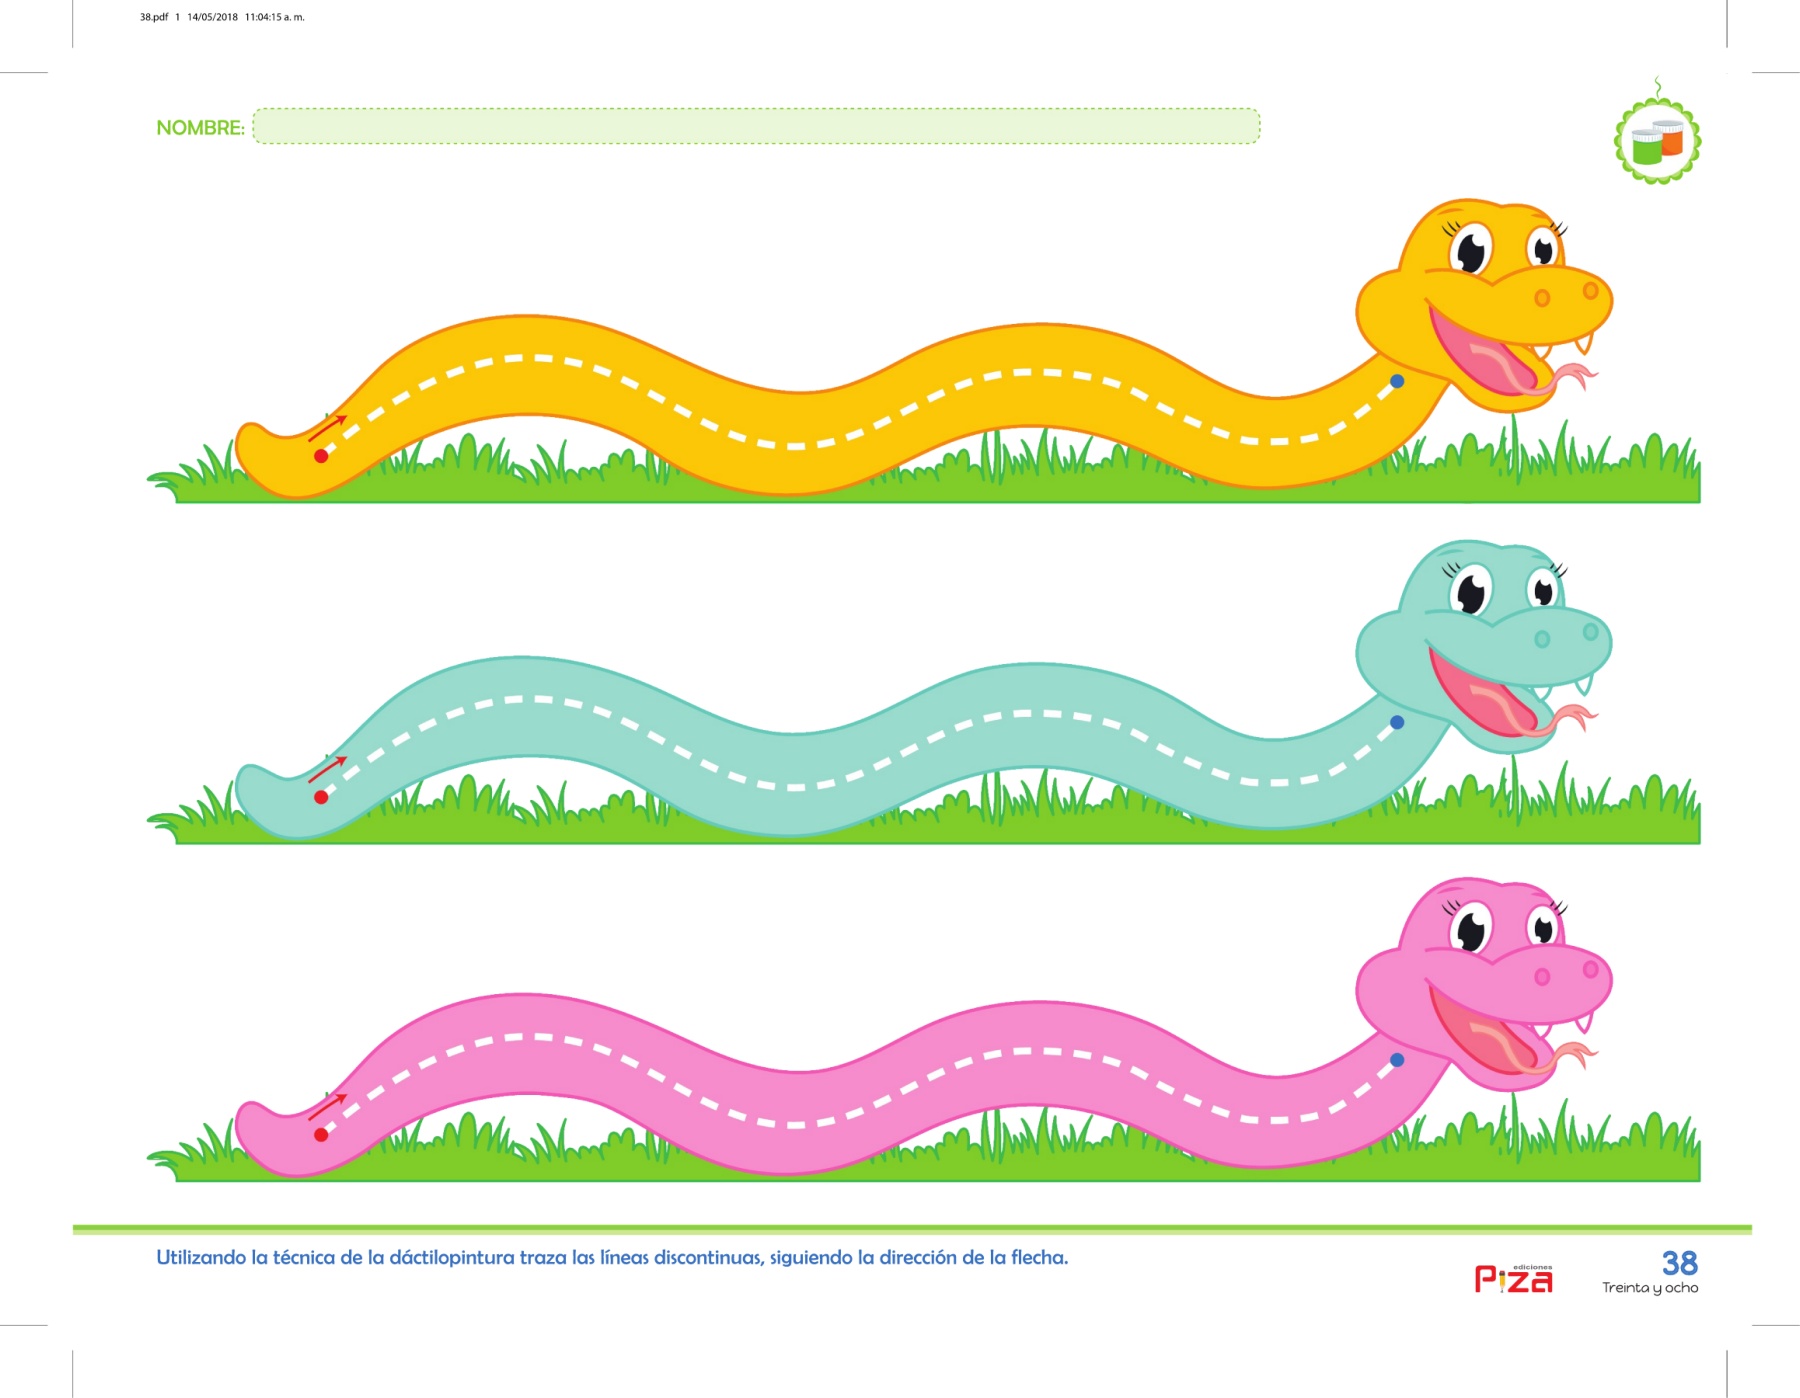 38.pdf 1 14/05/2018 11:04:15 a. m.
NOMBRE:
Utilizando la técnica de la dáctilopintura traza las líneas discontinuas, siguiendo la dirección de la flecha.
ediciones
Piza
38
Treinta y ocho